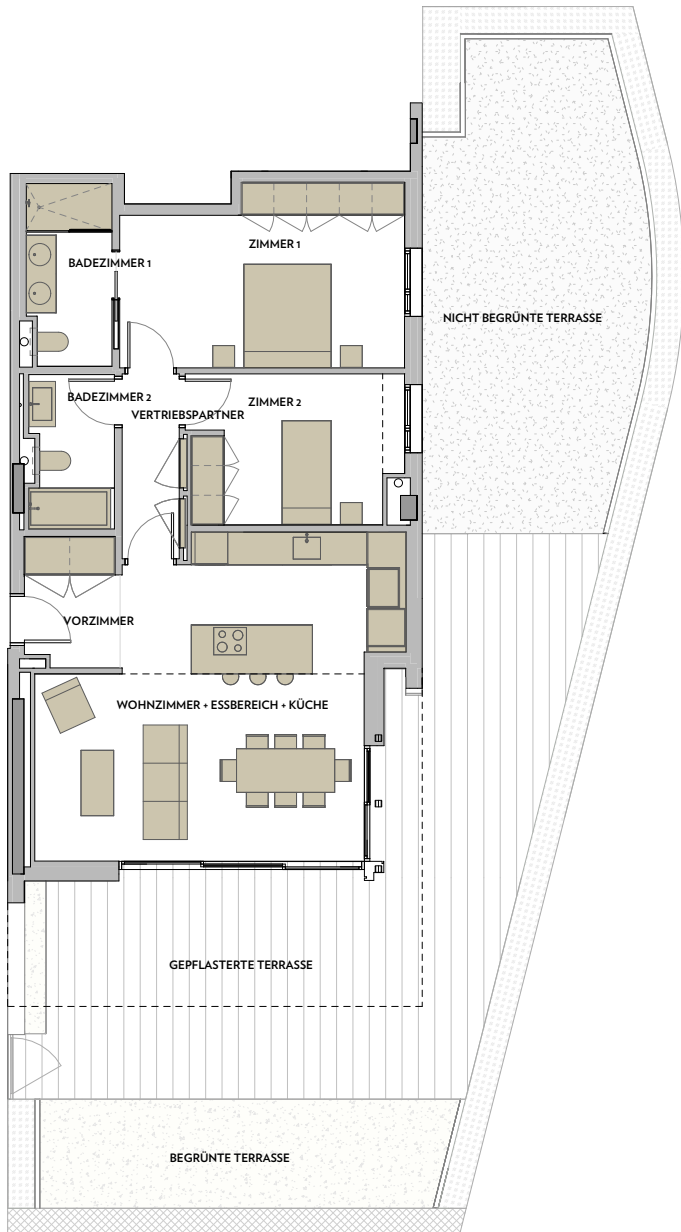 ZIMMER 1
BADEZIMMER 1
NICHT BEGRÜNTE TERRASSE
BADEZIMMER 2
ZIMMER 2
VERTRIEBSPARTNER
VORZIMMER
WOHNZIMMER + ESSBEREICH + KÜCHE
GEPFLASTERTE TERRASSE
BEGRÜNTE TERRASSE